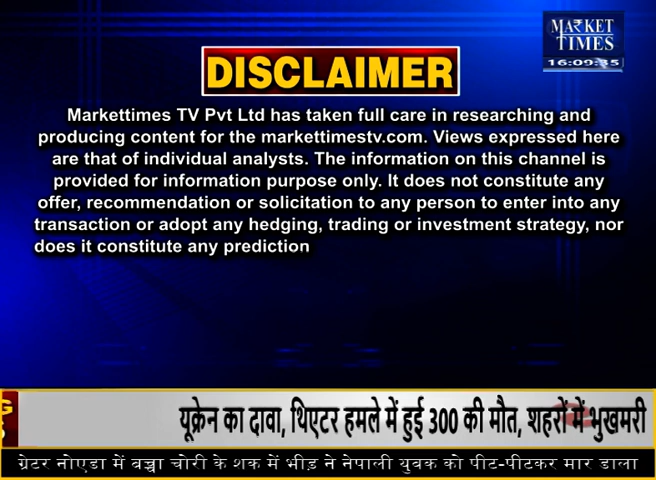 MARKET
TIMES
16:09:35
DISCLAIMER
Markettimes TV Pvt Ltd has taken full care in researching and
producing content for the markettimestv.com. Views expressed here
are that of individual analysts. The information on this channel is
provided for information purpose only. It does not constitute any
offer, recommendation or solicitation to any person to enter into any
transaction or adopt any hedging, trading or investment strategy, nor
does it constitute any prediction
यूक्रेन का दावा, थिएटर हमले में हुई 300 की मौत, शहरों में भुखमरी
ग्रेटर नोएडा में बच्चा चोरी के शक में भीड़ ने नेपाली युवक को पीट-पीटकर मार डाला